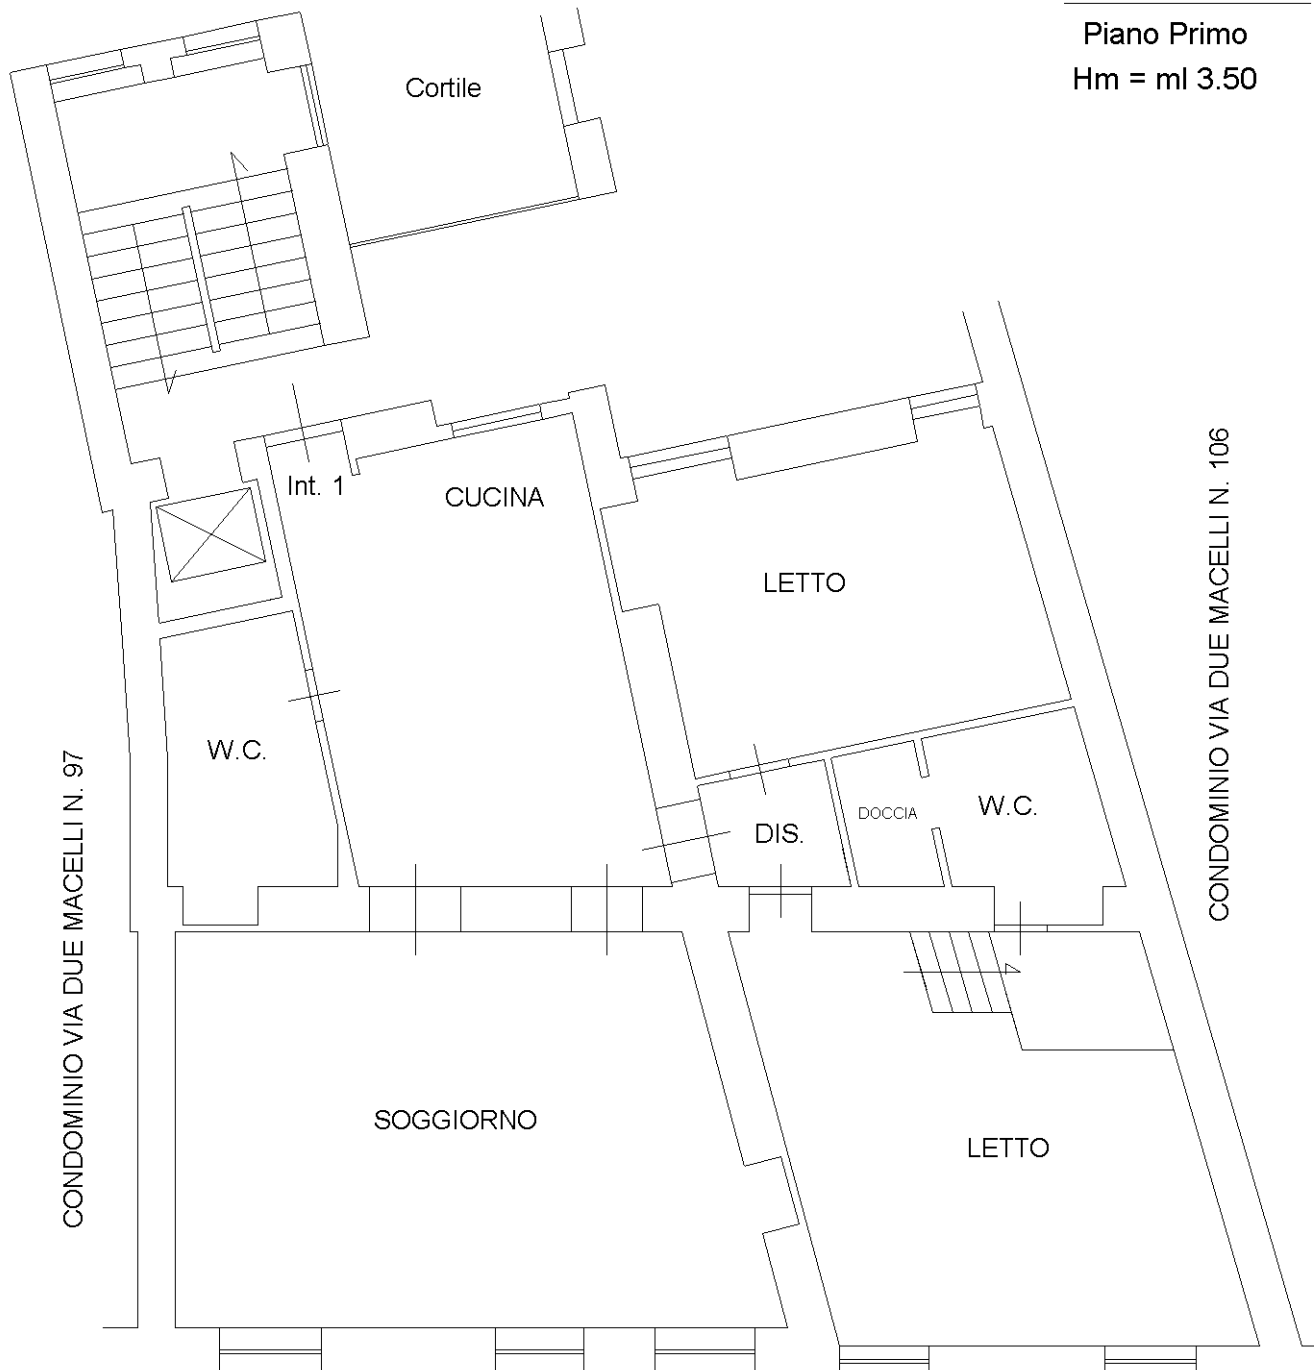 Piano Primo
Hm = ml 3.50
Cortile
Int. 1
CUCINA
LETTO
CONDOMINIO VIA DUE MACELLI N. 106
W.C.
DIS.
DOCCIA
W.C.
CONDOMINIO VIA DUE MACELLI N. 97
SOGGIORNO
LETTO